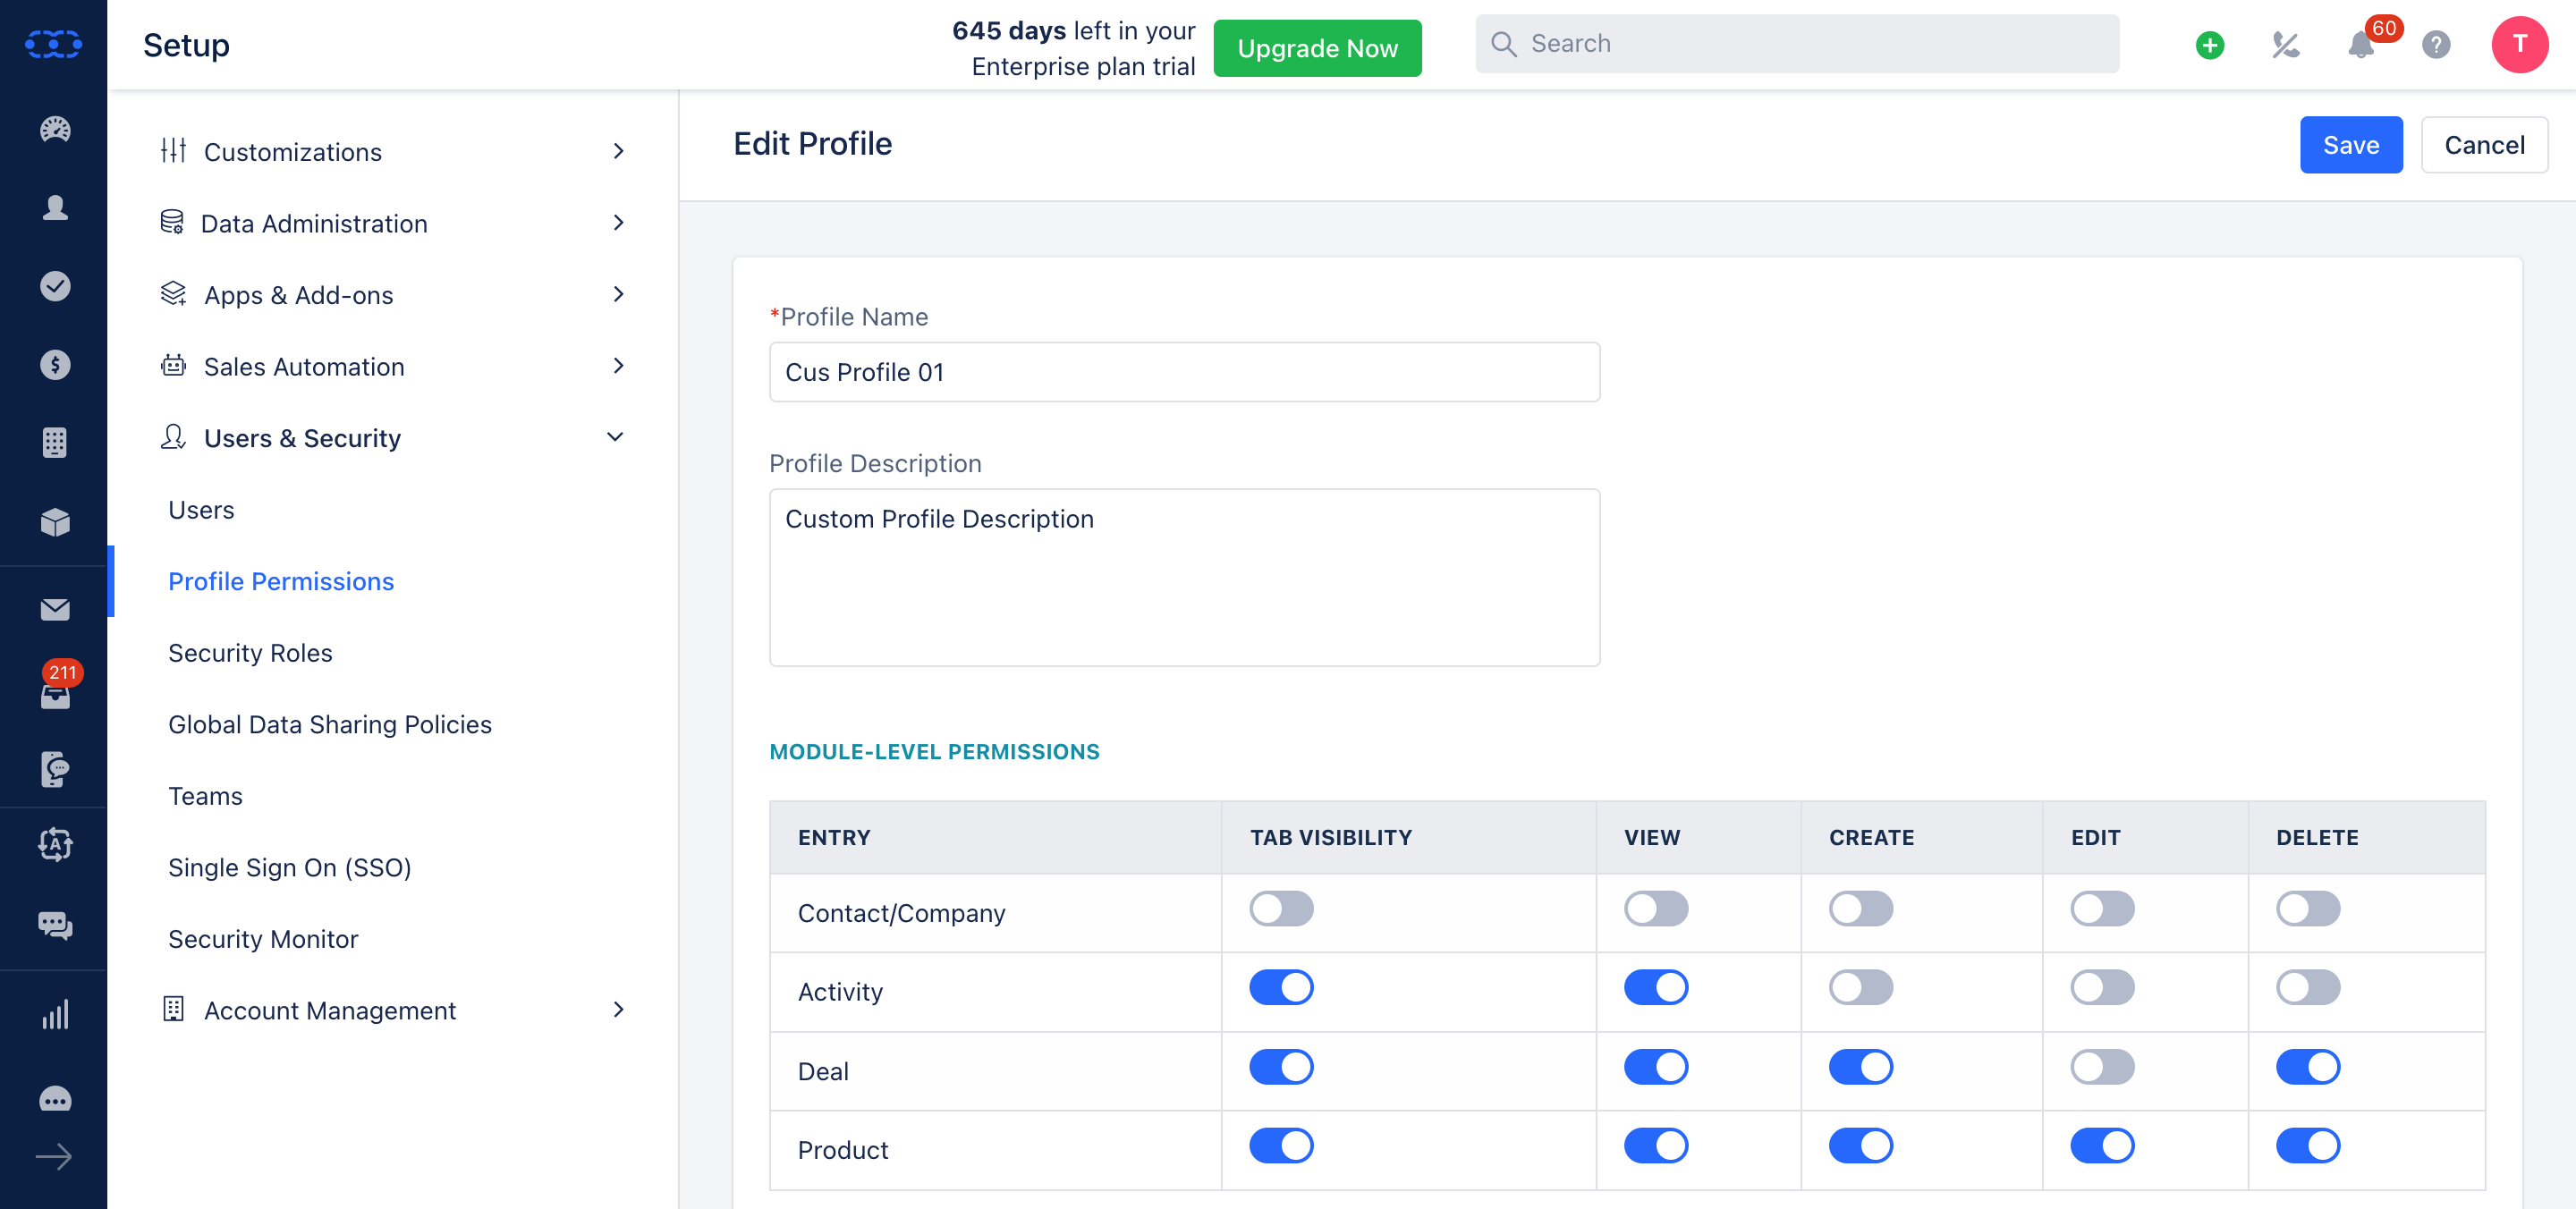 Setup
645 days left in your
Enterprise plan trial
Upgrade Now
Search
60
?
T
Customizations
Data Administration
Apps & Add-ons
Sales Automation
Users & Security
Users
Profile Permissions
Security Roles
211
Global Data Sharing Policies
Teams
A
Single Sign On (SSO)
Security Monitor
Account Management
Edit Profile
Save
Cancel
*Profile Name
Cus Profile 01
Profile Description
Custom Profile Description
MODULE-LEVEL PERMISSIONS
ENTRY TAB VISIBILITY VIEW CREATE EDIT DELETE
Contact/Company
Activity
Deal
Product